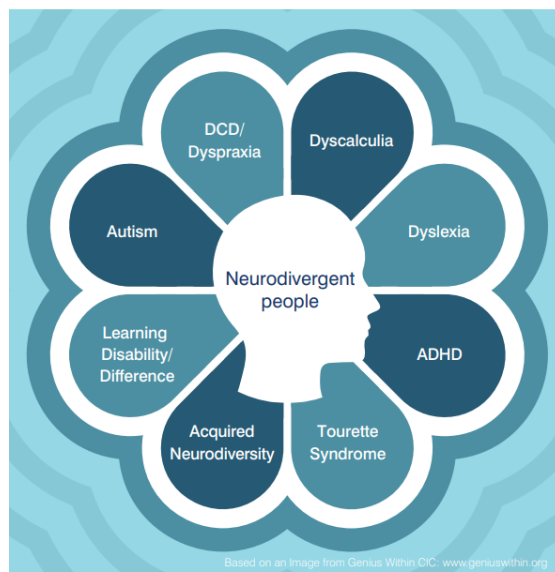 DCD/
Dyspraxia
Dyscalculia
Autism
Dyslexia
Neurodivergent
people
Learning
Disability/
Difference
ADHD
Acquired
Neurodiversity
Tourette
Syndrome
Based on an Image from Genius Within CIC: www.geniuswithin.org